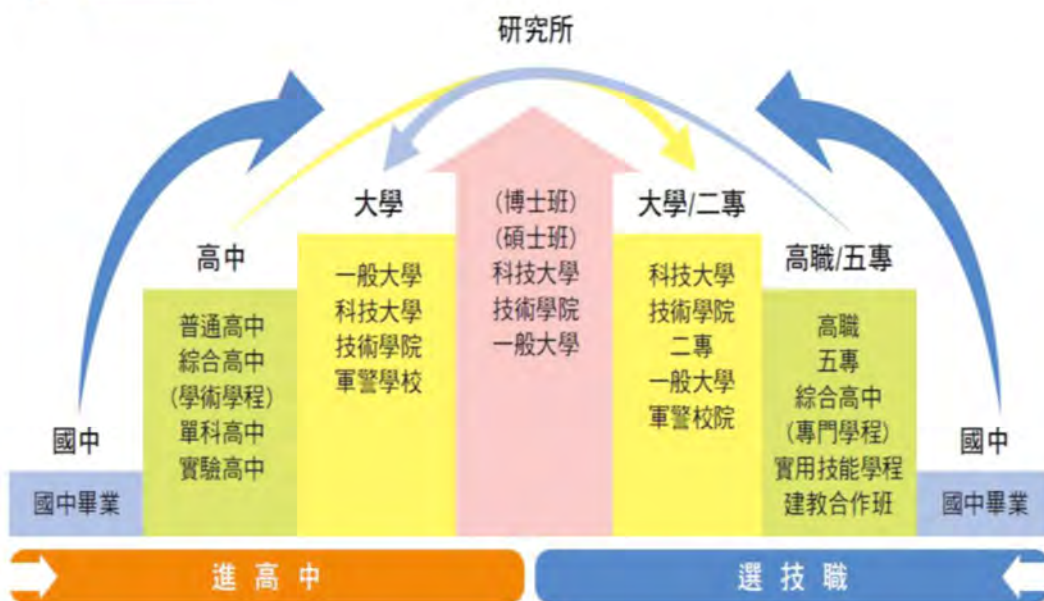 研究所
大學
(博士班)
(碩士班)
科技大學
技術學院
一般大學
大學/二專
高中
高職/五專
一般大學
科技大學
技術學院
軍警學校
科技大學
技術學院
二專
一般大學
軍警校院
普通高中
綜合高中
(學術學程)
單科高中
實驗高中
高職
五專
綜合高中
(專門學程)
實用技能學程
建教合作班
國中
國中
國中畢業
國中畢業
進高中
選技職